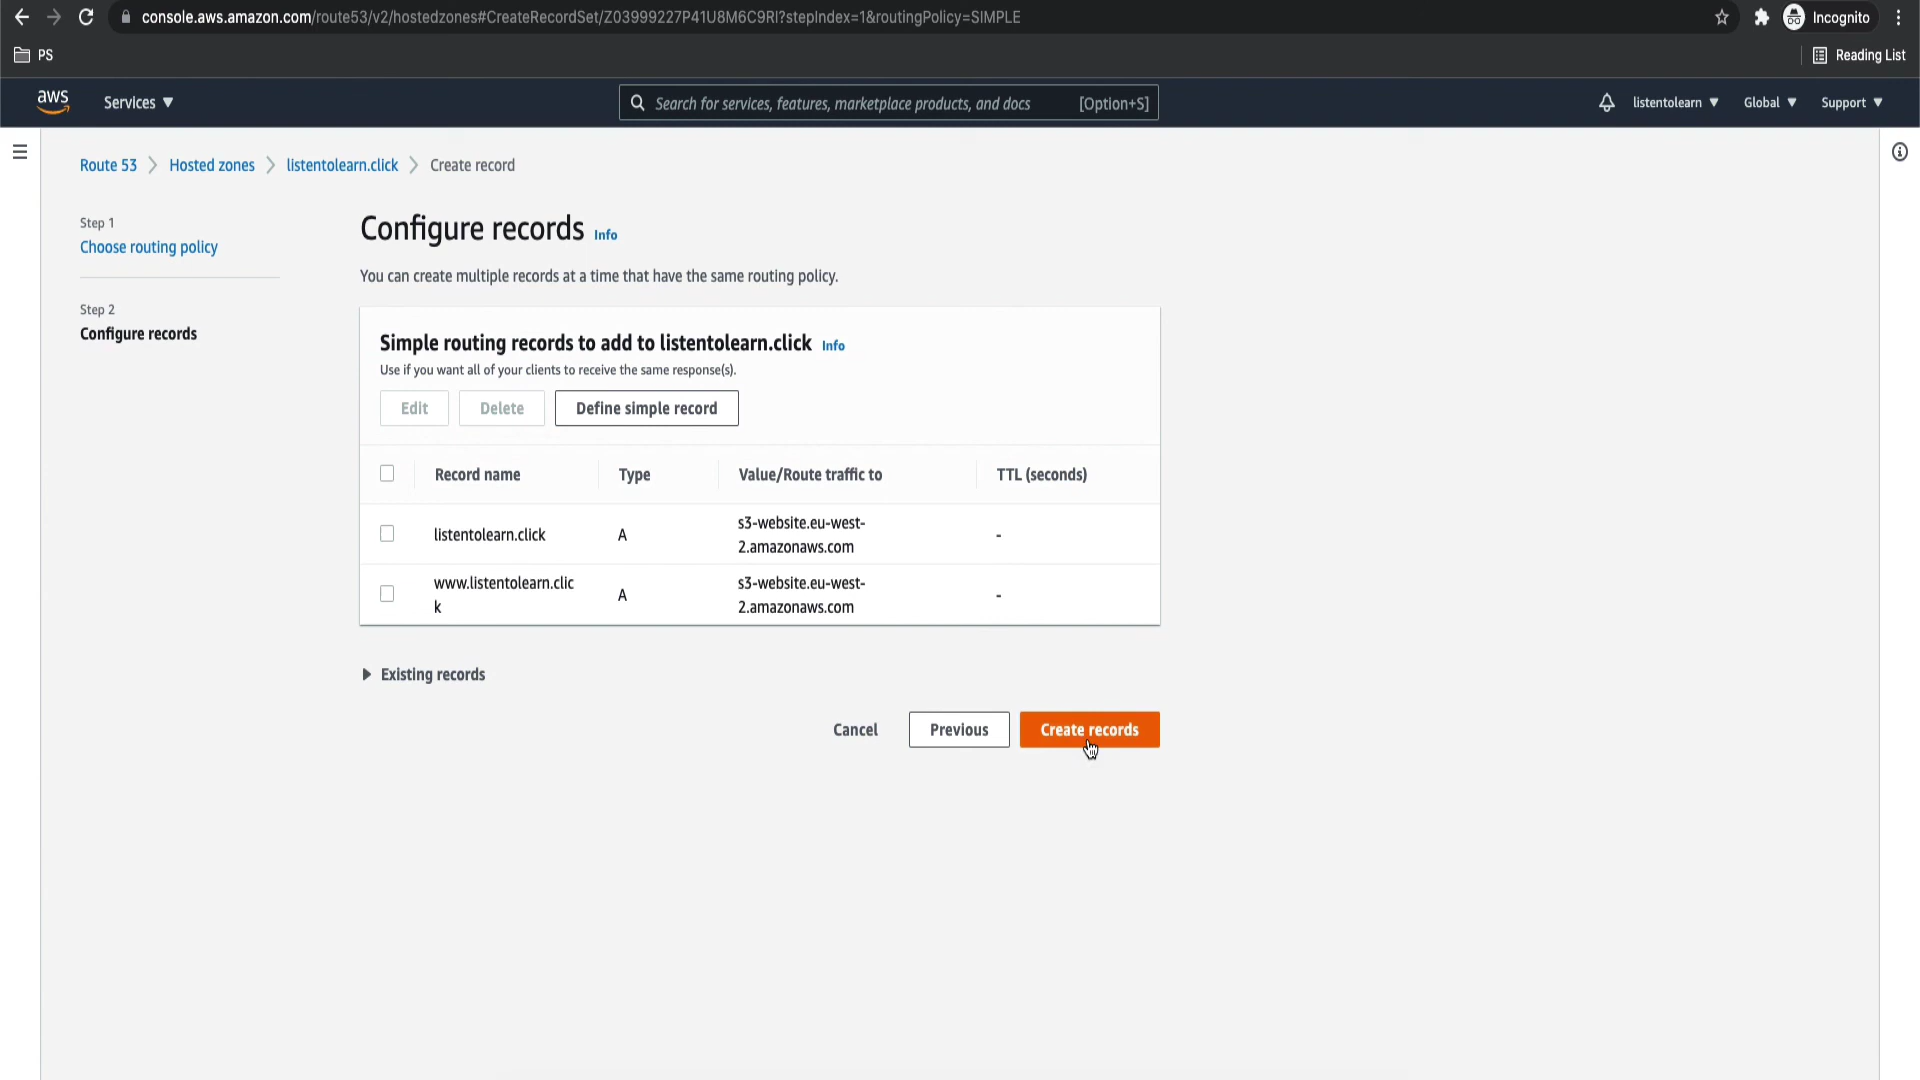 console.aws.amazon.com/route53/v2/hostedzones#CreateRecordSet/Z03999227P41U8M6C9RI?stepIndex=1&routingPolicy=SIMPLE
Incognito
PS
Reading List
aws
Services ▼
Search for services, features, marketplace products, and docs [Option+S]
listentolearn ▼
Global ▼
Support ▼
Route 53 > Hosted zones > listentolearn.click > Create record
Step 1
Choose routing policy
Step 2
Configure records
Configure records Info
You can create multiple records at a time that have the same routing policy.
Simple routing records to add to listentolearn.click Info
Use if you want all of your clients to receive the same response(s).
Edit Delete Define simple record
Record name Type Value/Route traffic to TTL (seconds)
listentolearn.click A s3-website.eu-west-
2.amazonaws.com -
www.listentolearn.clic
k A s3-website.eu-west-
2.amazonaws.com -
Existing records
Cancel Previous Create records